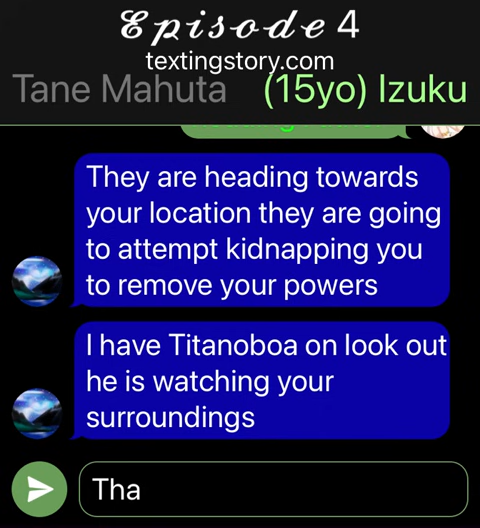 Episode 4
textingstory.com
Tane Mahuta (15yo) Izuku
They are heading towards
your location they are going
to attempt kidnapping you
to remove your powers
I have Titanoboa on look out
he is watching your
surroundings
Tha